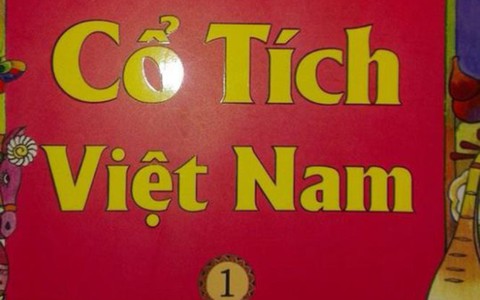 Cổ Tích
Việt Nam
1